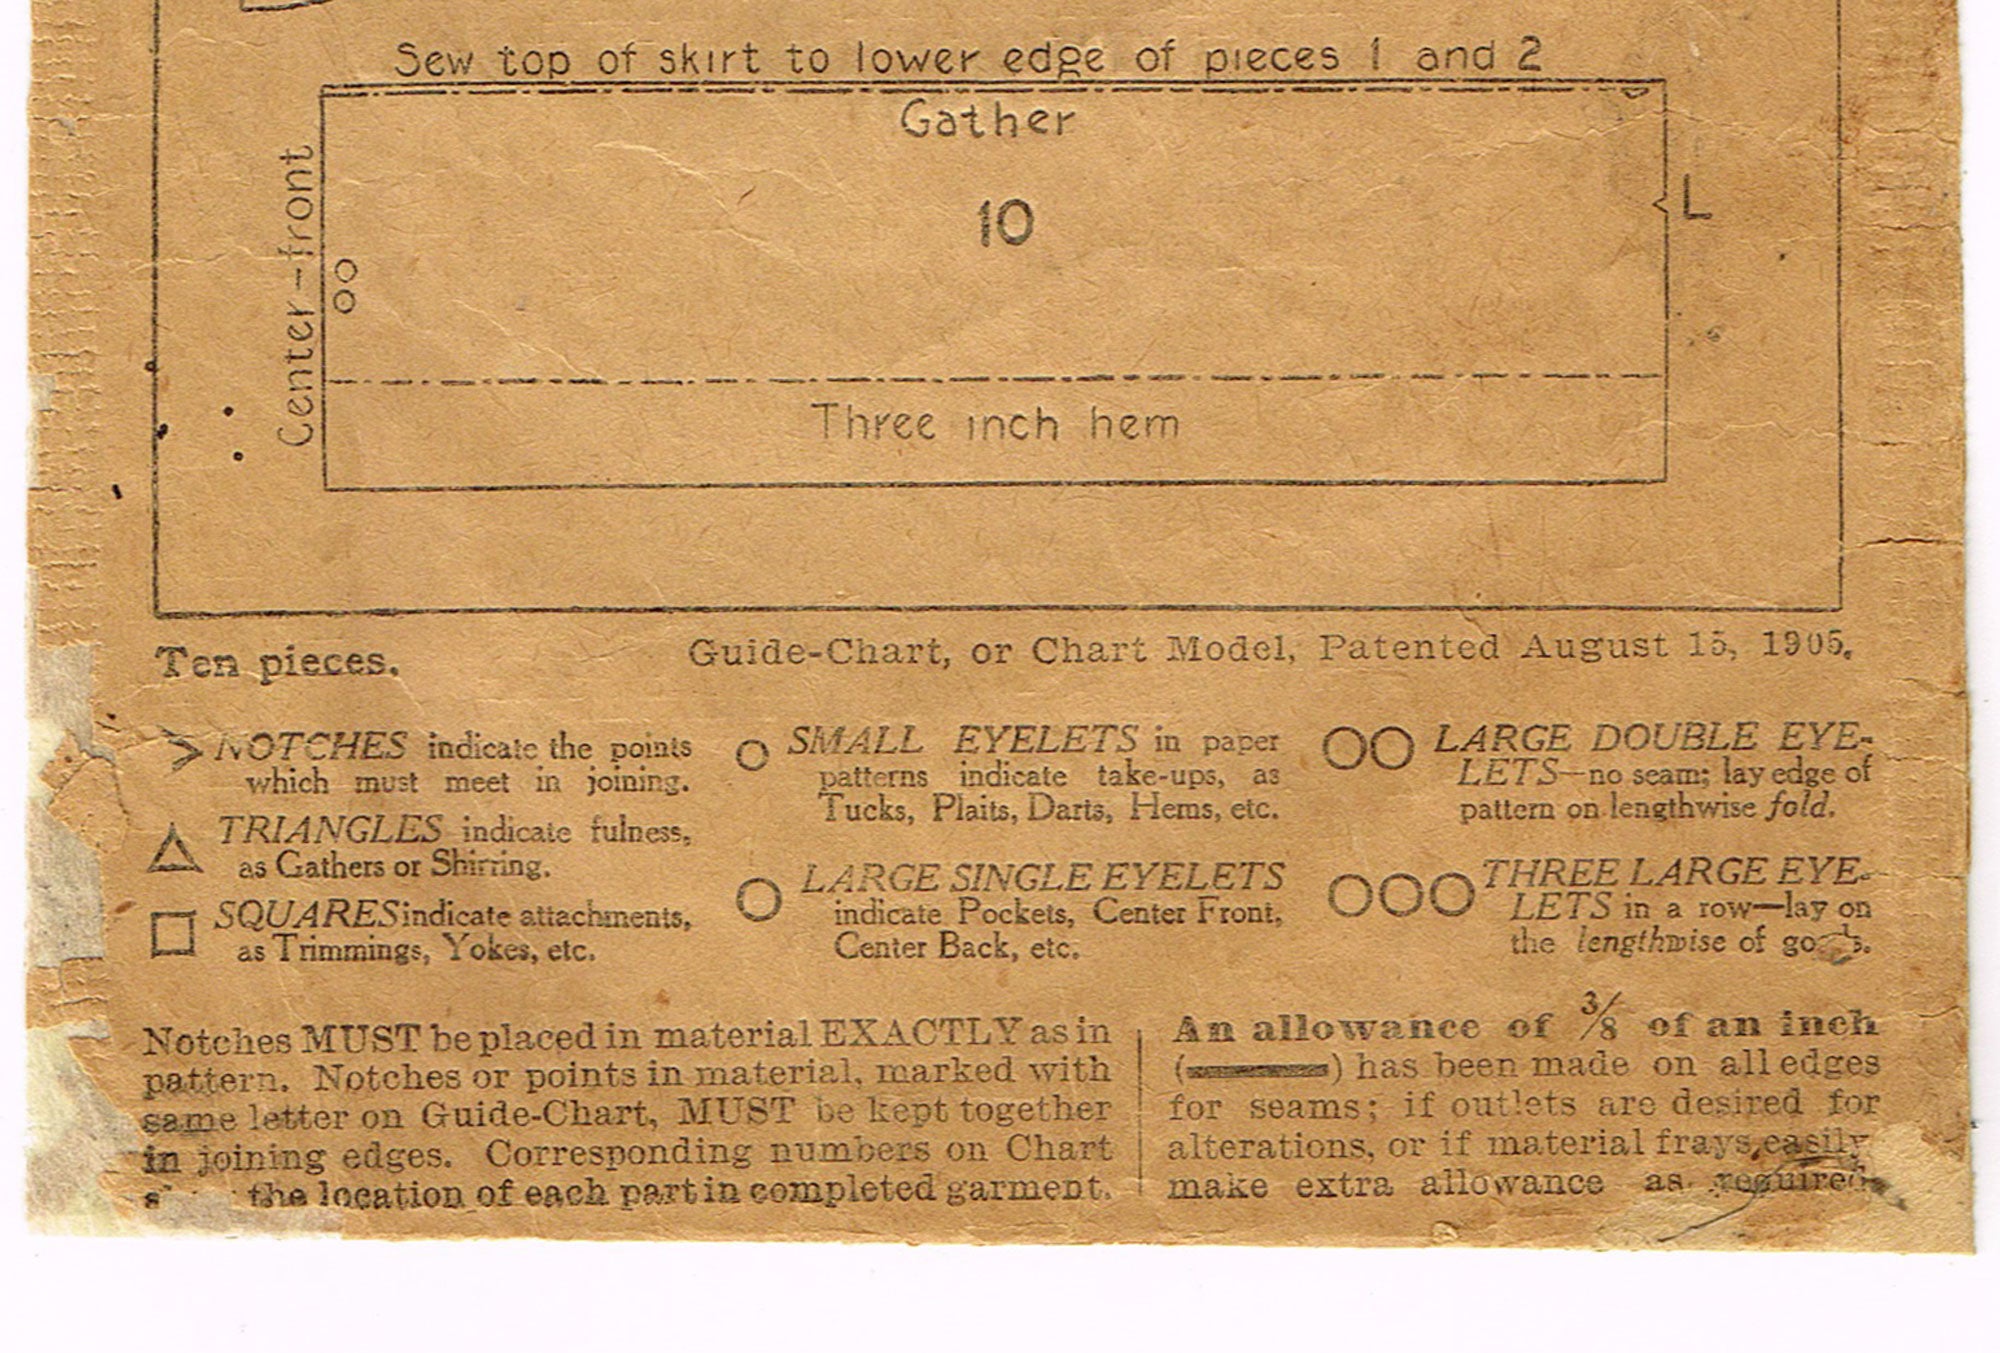 Sew top of skirt to lower edge of pieces 1 and 2
Gather
10
L
Center-front
Three inch hem
Ten pieces.
Guide-Chart, or Chart Model, Patented August 15, 1905.
NOTCHES indicate the points
which must meet in joining.
TRIANGLES indicate fulness,
as Gathers or Shirring.
SQUARES indicate attachments,
as Trimmings, Yokes, etc.
SMALL EYELETS in paper
patterns indicate take-ups, as
Tucks, Plaits, Darts, Hems, etc.
LARGE SINGLE EYELETS
indicate Pockets, Center Front,
Center Back, etc.
LARGE DOUBLE EYE-
LETS—no seam; lay edge of
pattern on lengthwise fold.
THREE LARGE EYE-
LETS in a row—lay on
the lengthwise of goods.
Notches MUST be placed in material EXACTLY as in
pattern. Notches or points in material, marked with
same letter on Guide-Chart, MUST be kept together
in joining edges. Corresponding numbers on Chart
the location of each part in completed garment.
An allowance of 3/8 of an inch
( ) has been made on all edges
for seams; if outlets are desired for
alterations, or if material frays easily
make extra allowance as required